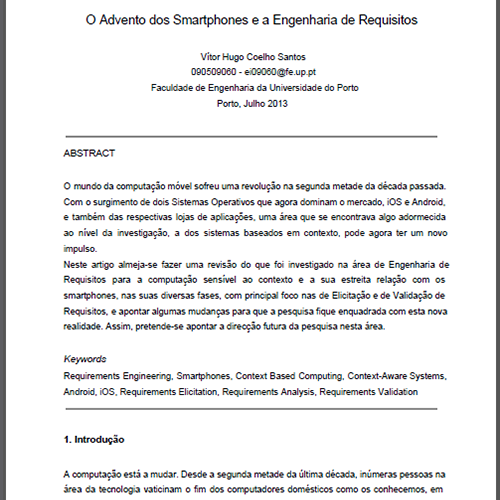 O Advento dos Smartphones e a Engenharia de Requisitos
Vítor Hugo Coelho Santos
090509060 - ei09060@fe.up.pt
Faculdade de Engenharia da Universidade do Porto
Porto, Julho 2013
ABSTRACT
O mundo da computação móvel sofreu uma revolução na segunda metade da década passada.
Com o surgimento de dois Sistemas Operativos que agora dominam o mercado, iOS e Android,
e também das respectivas lojas de aplicações, uma área que se encontrava algo adormecida
ao nível da investigação, a dos sistemas baseados em contexto, pode agora ter um novo
impulso.
Neste artigo almeja-se fazer uma revisão do que foi investigado na área de Engenharia de
Requisitos para a computação sensível ao contexto e a sua estreita relação com os
smartphones, nas suas diversas fases, com principal foco nas de Elicitação e de Validação de
Requisitos, e apontar algumas mudanças para que a pesquisa fique enquadrada com esta nova
realidade. Assim, pretende-se apontar a direcção futura da pesquisa nesta área.
Keywords
Requirements Engineering, Smartphones, Context Based Computing, Context-Aware Systems,
Android, iOS, Requirements Elicitation, Requirements Analysis, Requirements Validation
1. Introdução
A computação está a mudar. Desde a segunda metade da última década, inúmeras pessoas na
área da tecnologia vaticinam o fim dos computadores domésticos como os conhecemos, em